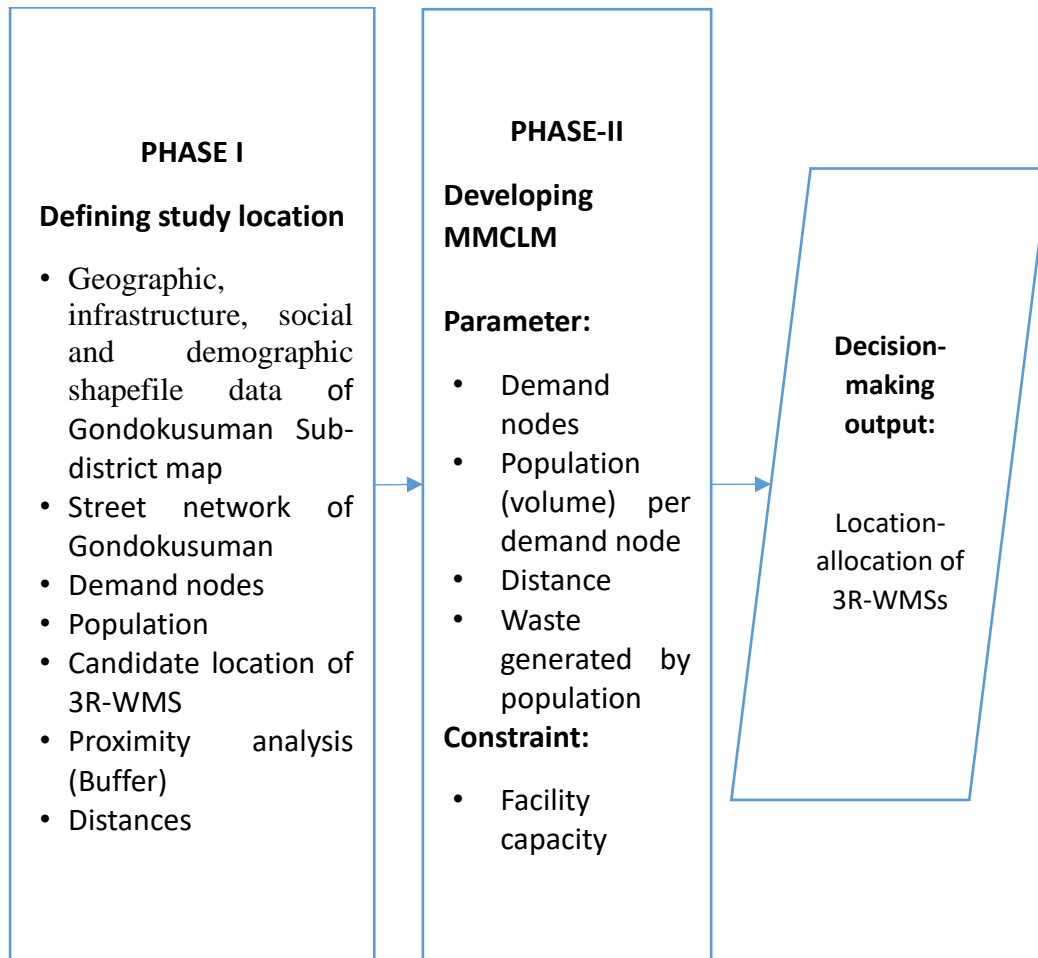 PHASE I
Defining study location
• Geographic,
infrastructure, social
and demographic
shapefile data of
Gondokusuman Sub-
district map
• Street network of
Gondokusuman
• Demand nodes
• Population
• Candidate location of
3R-WMS
• Proximity analysis
(Buffer)
• Distances
PHASE-II
Developing
MMCLM
Parameter:
• Demand
nodes
• Population
(volume) per
demand node
• Distance
• Waste
generated by
population
Constraint:
• Facility
capacity
Decision-
making
output:
Location-
allocation of
3R-WMSs